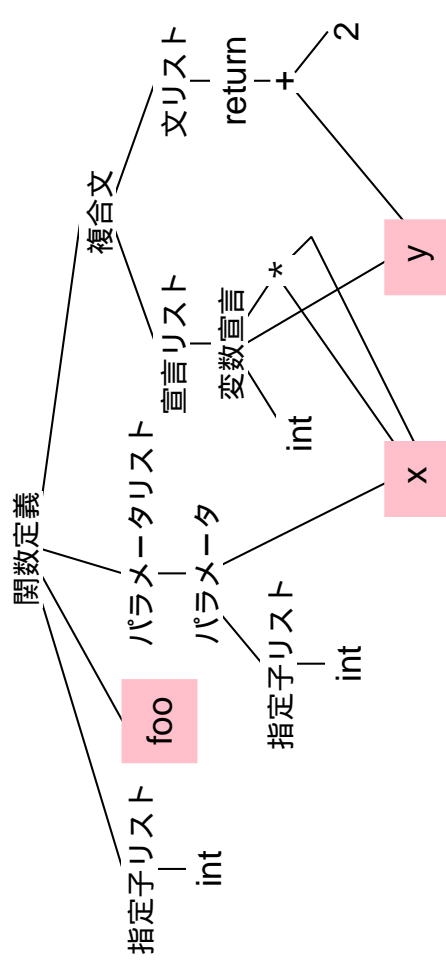 関数定義
指定子リスト
int
foo
パラメータリスト
パラメータ
指定子リスト
int
x
複合文
宣言リスト
変数宣言
int
*
y
文リスト
return
+
2